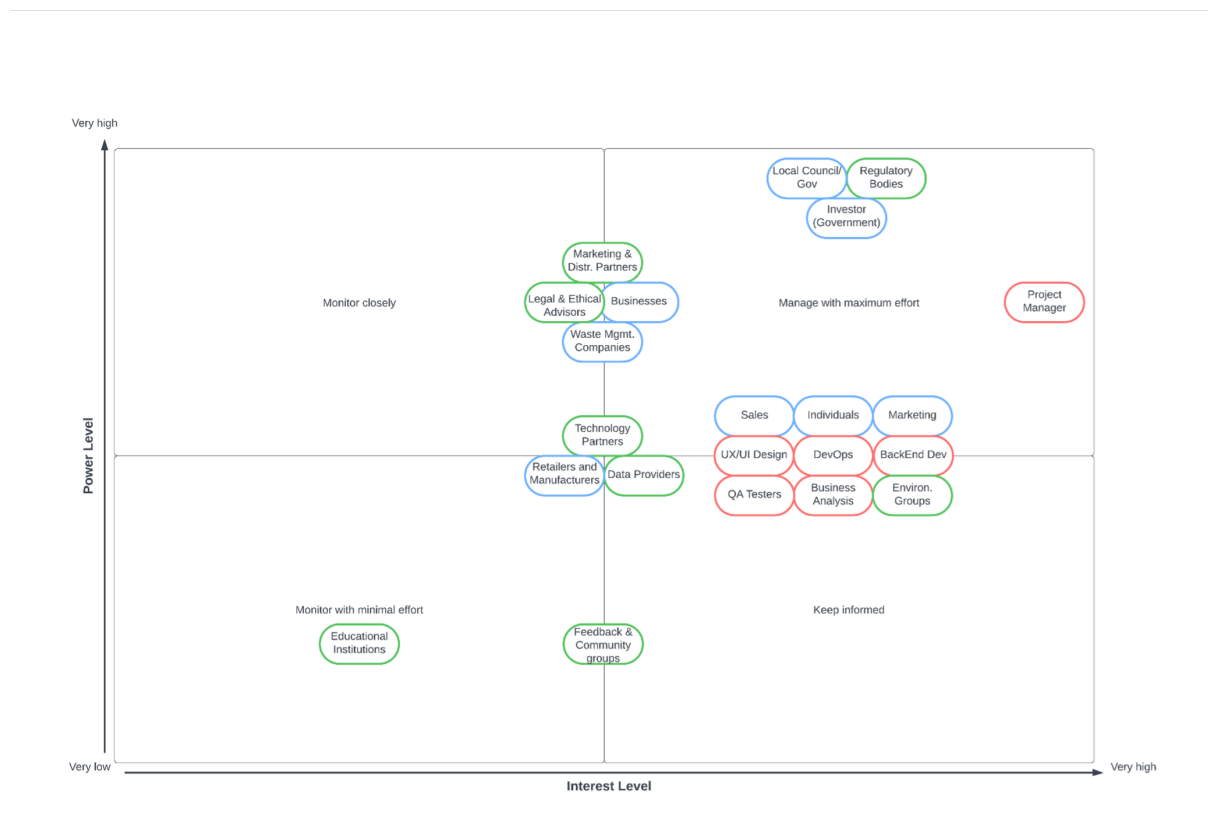 Very high
Local Council/
Gov
Regulatory
Bodies
Investor
(Government)
Marketing &
Distr. Partners
Monitor closely
Legal & Ethical
Advisors
Businesses
Manage with maximum effort
Project
Manager
Waste Mgmt.
Companies
Sales
Individuals
Marketing
Technology
Partners
UX/UI Design
DevOps
BackEnd Dev
Power Level
Retailers and
Manufacturers
Data Providers
QA Testers
Business
Analysis
Environ.
Groups
Monitor with minimal effort
Keep informed
Educational
Institutions
Feedback &
Community
groups
Very low
Very high
Interest Level